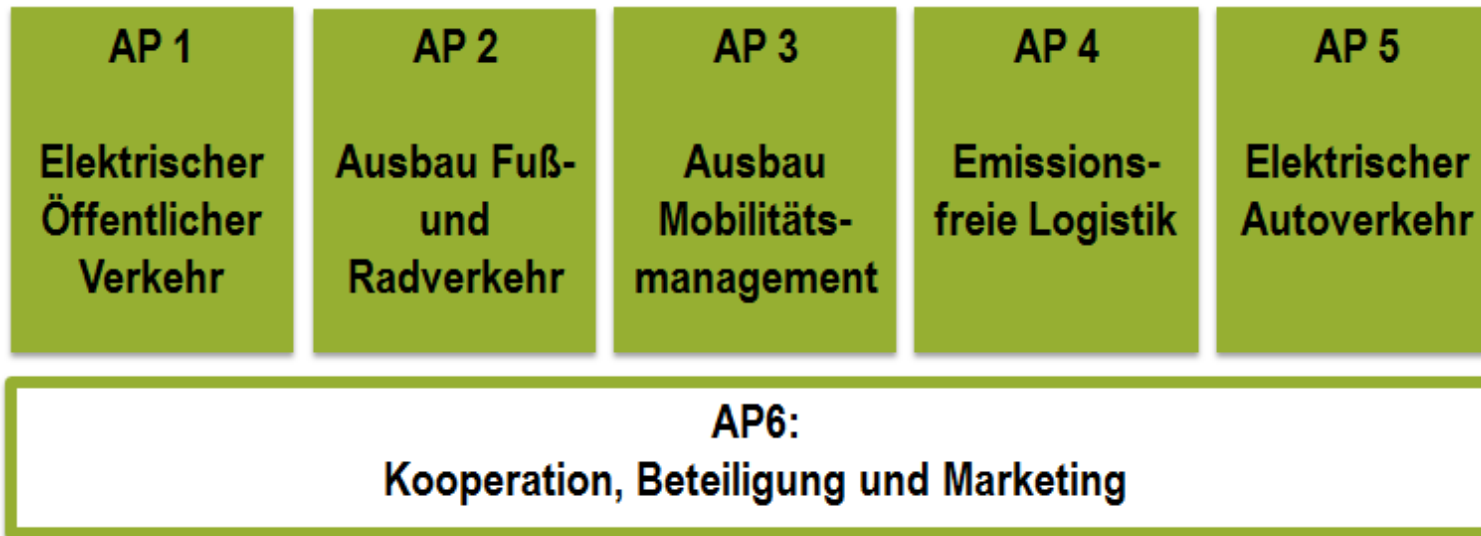 AP 1
Elektrischer
Öffentlicher
Verkehr
AP 2
Ausbau Fuß-
und
Radverkehr
AP 3
Ausbau
Mobilitäts-
management
AP 4
Emissions-
freie Logistik
AP 5
Elektrischer
Autoverkehr
AP6:
Kooperation, Beteiligung und Marketing